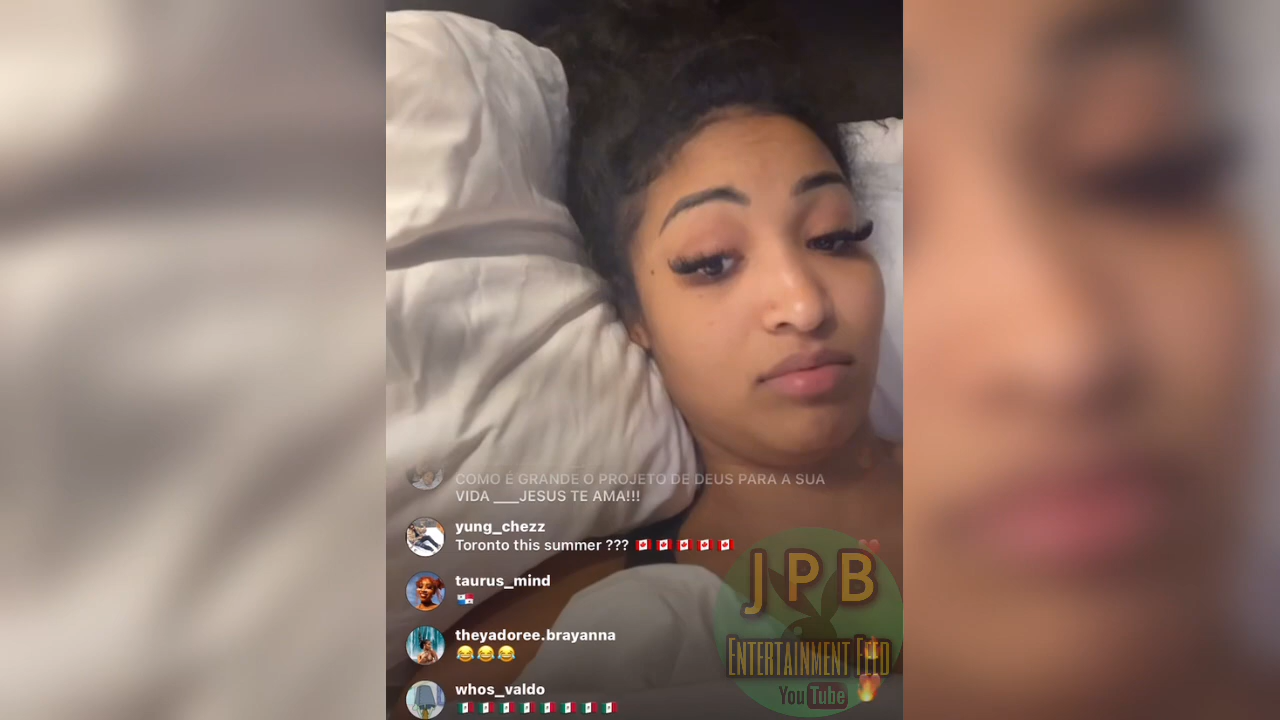 COMO É GRANDE O PROJETO DE DEUS PARA A SUA
VIDA ___JESUS TE AMA!!!
yung_chezz
Toronto this summer ??? 🇨🇦🇨🇦🇨🇦🇨🇦🇨🇦
taurus_mind
🇵🇦
theyadoree.brayanna
😂😂😂
whos_valdo
🇲🇽🇲🇽🇲🇽🇲🇽🇲🇽🇲🇽🇲🇽🇲🇽
JPB
ENTERTAINMENT FEED
YouTube